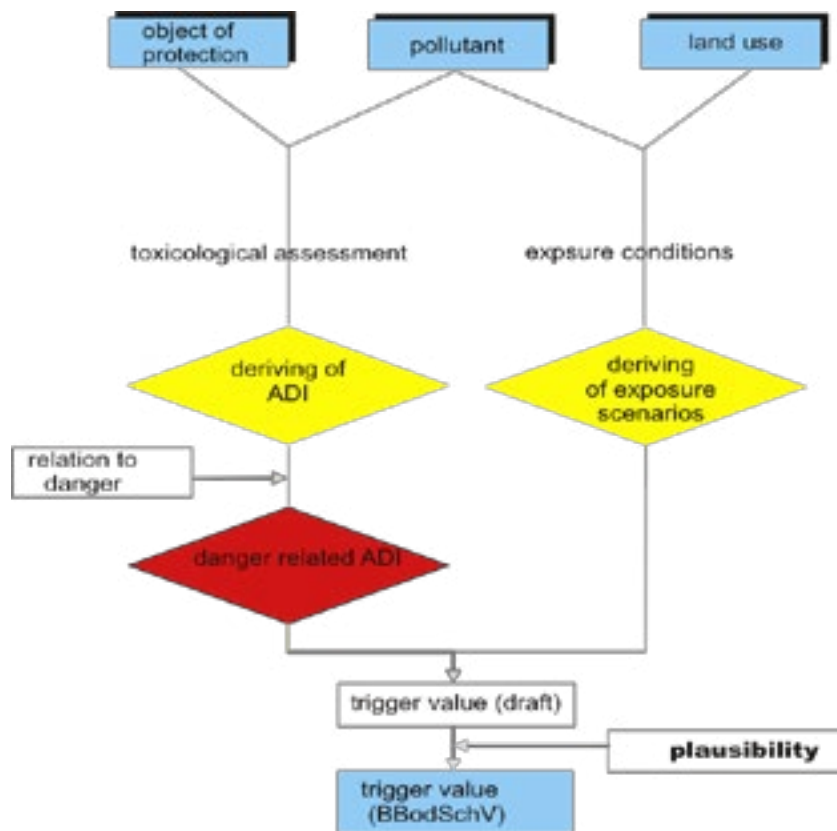 object of
protection
pollutant
land use
toxicological assessment
expsure conditions
deriving of
ADI
deriving
of exposure
scenarios
relation to
danger
danger related ADI
trigger value (draft)
plausibility
trigger value
(BBodSchV)